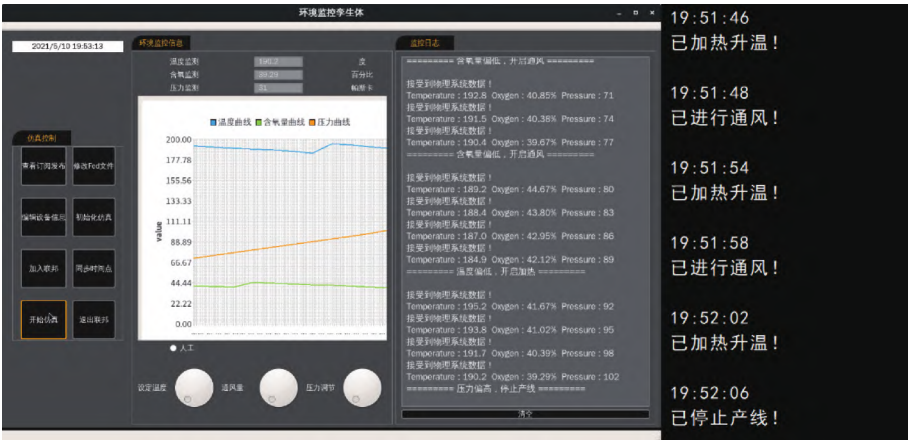 环境监控孪生体
2021/5/10 19:53:13
环境监控信息
温度监测 190.2 度
含氧监测 39.29 百分比
压力监测 帕斯卡
温度曲线 含氧量曲线 压力曲线
200.00
177.78
155.56
133.33
111.11
88.89
66.67
44.44
22.22
0.00
value
人工
设定温度 通风量 压力调节
仿真控制
查看订阅发布 修改Fed文件
编辑设备信息 初始化仿真
加入联邦 同步时间点
开始仿真 退出联邦
监控日志
========= 含氧量偏低，开启通风 =========
接受到物理系统数据！
Temperature : 192.8 Oxygen : 40.85% Pressure : 71
接受到物理系统数据！
Temperature : 191.5 Oxygen : 40.38% Pressure : 74
接受到物理系统数据！
Temperature : 190.4 Oxygen : 39.67% Pressure : 77
========= 含氧量偏低，开启通风 =========
接受到物理系统数据！
Temperature : 189.2 Oxygen : 44.67% Pressure : 80
接受到物理系统数据！
Temperature : 188.4 Oxygen : 43.80% Pressure : 83
接受到物理系统数据！
Temperature : 187.0 Oxygen : 42.95% Pressure : 86
接受到物理系统数据！
Temperature : 184.9 Oxygen : 42.12% Pressure : 89
========= 温度偏低，开启加热 =========
接受到物理系统数据！
Temperature : 195.2 Oxygen : 41.67% Pressure : 92
接受到物理系统数据！
Temperature : 193.8 Oxygen : 41.02% Pressure : 95
接受到物理系统数据！
Temperature : 191.7 Oxygen : 40.39% Pressure : 98
接受到物理系统数据！
Temperature : 190.2 Oxygen : 39.29% Pressure : 102
========= 压力偏高，停止产线 =========
清空
19:51:46
已加热升温！
19:51:48
已进行通风！
19:51:54
已加热升温！
19:51:58
已进行通风！
19:52:02
已加热升温！
19:52:06
已停止产线！